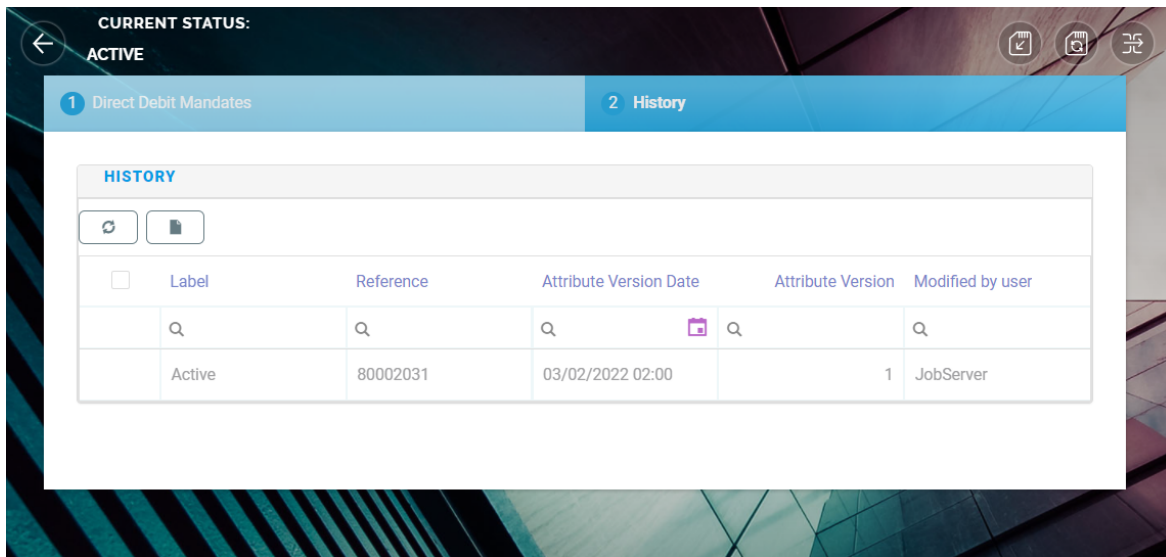 CURRENT STATUS:
ACTIVE
1 Direct Debit Mandates
2 History
HISTORY
Label Reference Attribute Version Date Attribute Version Modified by user
Active 80002031 03/02/2022 02:00 1 JobServer